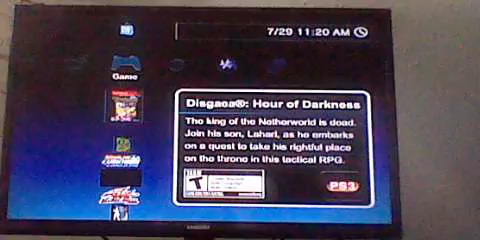 7/29 11:20 AM
Game
Disgaea®: Hour of Darkness
The king of the Netherworld is dead.
Join his son, Laharl, as he embarks
on a quest to take his rightful place
on the throne in this tactical RPG.
T
PS3